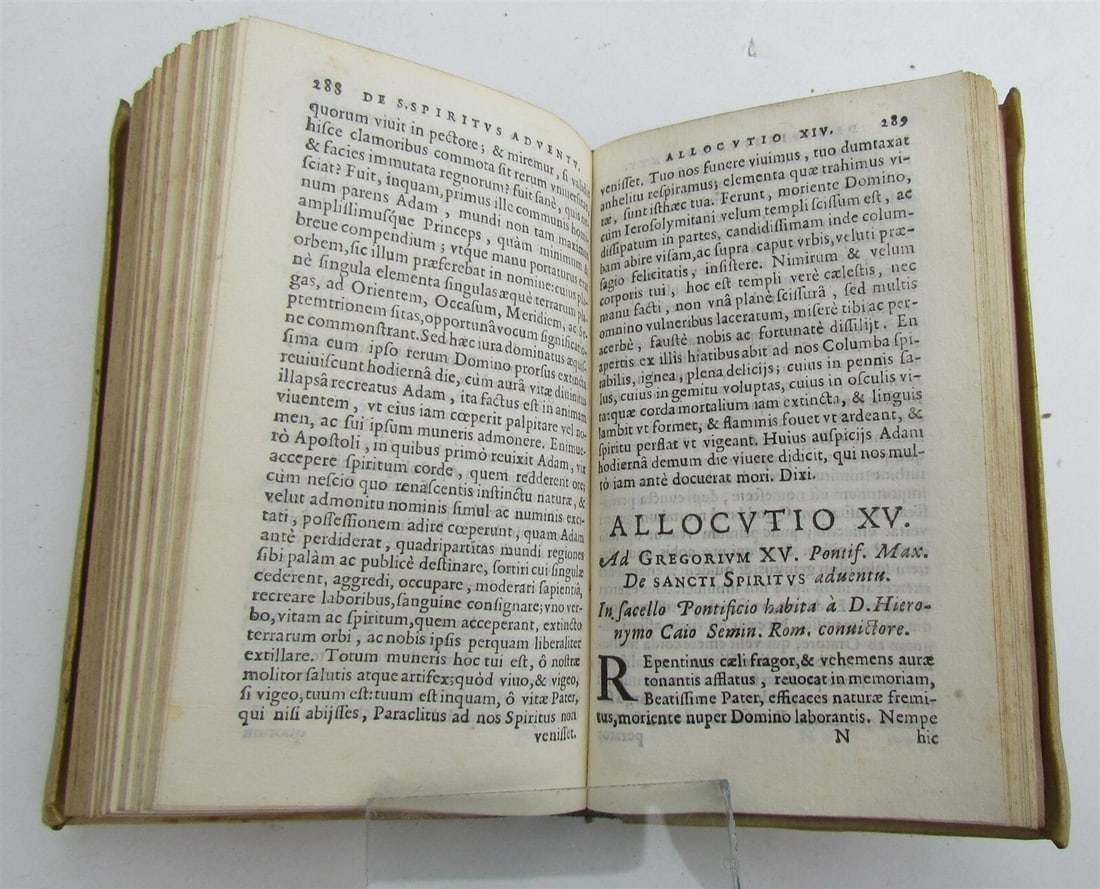 288 DE S. SPIRITVS ADVENTV.
quorum viuit in pectore; & miremur, si validis
hisce clamoribus commota sit rerum vniuersitas,
& facies immutata regnorum? fuit sanè, quis
sciat? Fuit, inquam, primus ille communis homi-
num parens Adam, mundi non tam maximus
amplissimusque Princeps, quàm minimum &
breue compendium; vtque manu portaturus erat
orbem, sic illum præferebat in nomine: cuius
nè singula elementa singulas æquè terrarum pla-
gas, ad Orientem, Occasum, Meridiem, ac Se-
ptemtrionem sitas, opportunâ vocum significatio-
ne commonstrant. Sed hæc iura dominatus
sima cum ipso rerum Domino prorsus extincta
reuiuiscunt hodiernâ die, cùm aurâ vitæ diuinitus
illapsâ recreatus Adam, ita factus est in animam
viuentem, vt eius iam cœperit palpitare vel no-
men, ac sui ipsum muneris admonere. Enimue-
rò Apostoli, in quibus primò reuixit Adam, vix
accepere spiritum corde, quem redderent ore;
cùm nescio quo renascentis instinctu naturæ, &
velut admonitu nominis simul ac numinis exci-
tati, possessionem adire cœperunt, quam Adam
antè perdiderat, quadripartitas mundi regiones
sibi palàm ac publicè destinare, sortiri cui singulæ
cederent, aggredi, occupare, moderari sapientiâ,
recreare laboribus, sanguine consignare; vno ver-
bo, vitam ac spiritum, quem acceperant, extincto
terrarum orbi, ac nobis ipsis perquam liberaliter
extillare. Totum muneris hoc tui est, ô nostræ
molitor salutis atque artifex; quòd viuo, & vigeo,
si vigeo; tuum est: tuum est inquam, ô vitæ Pater,
qui nisi abijsses, Paraclitus ad nos Spiritus non
venisset.
ALLOCVTIO XIV. 289
venisset. Tuo nos funere viuimus, tuo dumtaxat
anhelitu respiramus; elementa quæ trahimus vi-
tæ, sunt isthæc tua. Ferunt, moriente Domino,
cùm Ierosolymitani velum templi scissum est, ac
dissipatum in partes, candidissimam inde colum-
bam abire visam, ac supra caput vrbis, veluti præ-
sagio felicitatis, insistere. Nimirum & velum
corporis tui, hoc est templi verè cælestis, nec
manu facti, non vnâ planè scissurâ, sed multis
omnino vulneribus laceratum, miserè tibi ac per-
acerbè, faustè nobis ac fortunatè dissilijt. En
apertis ex illis hiatibus abit ad nos Columba spi-
rabilis, ignea, plena delicijs; cuius in pennis sa-
lus, cuius in gemitu voluptas, cuius in osculis vi-
ta: quæ corda mortalium iam extincta, & linguis
lambit vt formet, & flammis fouet vt ardeant, &
spiritu perflat vt vigeant. Huius auspicijs Adam
hodiernâ demum die viuere didicit, qui nos mul-
tò iam antè docuerat mori. Dixi.
ALLOCVTIO XV.
Ad GREGORIVM XV. Pontif. Max.
De SANCTI SPIRITVS aduentu.
In sacello Pontificio habita à D. Hiero-
nymo Caio Semin. Rom. conuictore.
REpentinus cæli fragor, & vehemens auræ
tonantis afflatus, reuocat in memoriam,
Beatissime Pater, efficaces naturæ fremi-
tus, moriente nuper Domino laborantis. Nempe
N hic